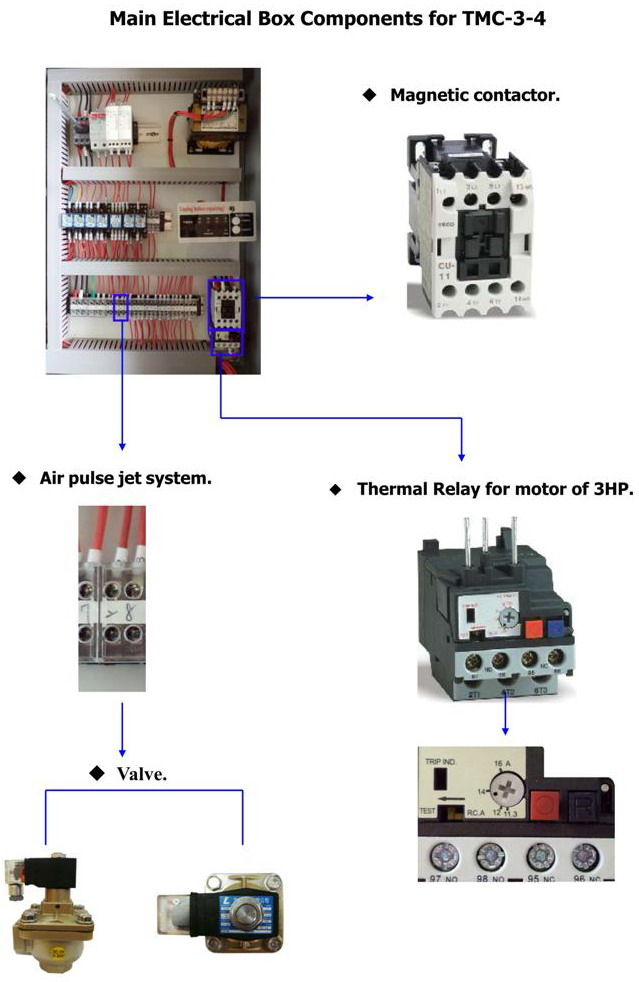 Main Electrical Box Components for TMC-3-4
◆ Magnetic contactor.
CU-
11
◆ Air pulse jet system.
◆ Thermal Relay for motor of 3HP.
8
◆ Valve.
TRIP IND.
16 A
14
TEST
RC.A
12 11.3
R
97 NO 98 NO 95 NC 96 NC
L